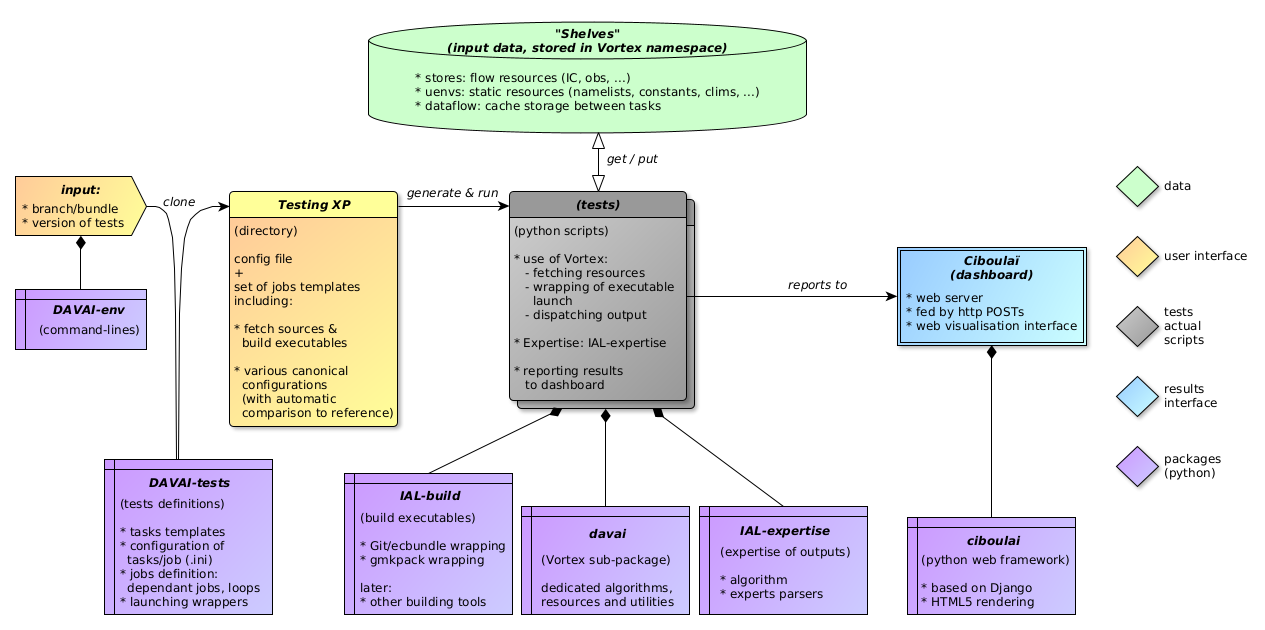 "Shelves"
(input data, stored in Vortex namespace)
* stores: flow resources (IC, obs, ...)
* uenvs: static resources (namelists, constants, clims, ...)
* dataflow: cache storage between tasks
get / put
input:
* branch/bundle
* version of tests
clone
DAVAI-env
(command-lines)
Testing XP
(directory)
config file
+
set of jobs templates
including:
* fetch sources &
build executables
* various canonical
configurations
(with automatic
comparison to reference)
generate & run
(tests)
(python scripts)
* use of Vortex:
- fetching resources
- wrapping of executable
launch
- dispatching output
* Expertise: IAL-expertise
* reporting results
to dashboard
reports to
Ciboulaï
(dashboard)
* web server
* fed by http POSTs
* web visualisation interface
data
user interface
tests
actual
scripts
results
interface
packages
(python)
DAVAI-tests
(tests definitions)
* tasks templates
* configuration of
tasks/job (.ini)
* jobs definition:
dependant jobs, loops
* launching wrappers
IAL-build
(build executables)
* Git/ecbundle wrapping
* gmkpack wrapping
later:
* other building tools
davai
(Vortex sub-package)
dedicated algorithms,
resources and utilities
IAL-expertise
(expertise of outputs)
* algorithm
* experts parsers
ciboulai
(python web framework)
* based on Django
* HTML5 rendering